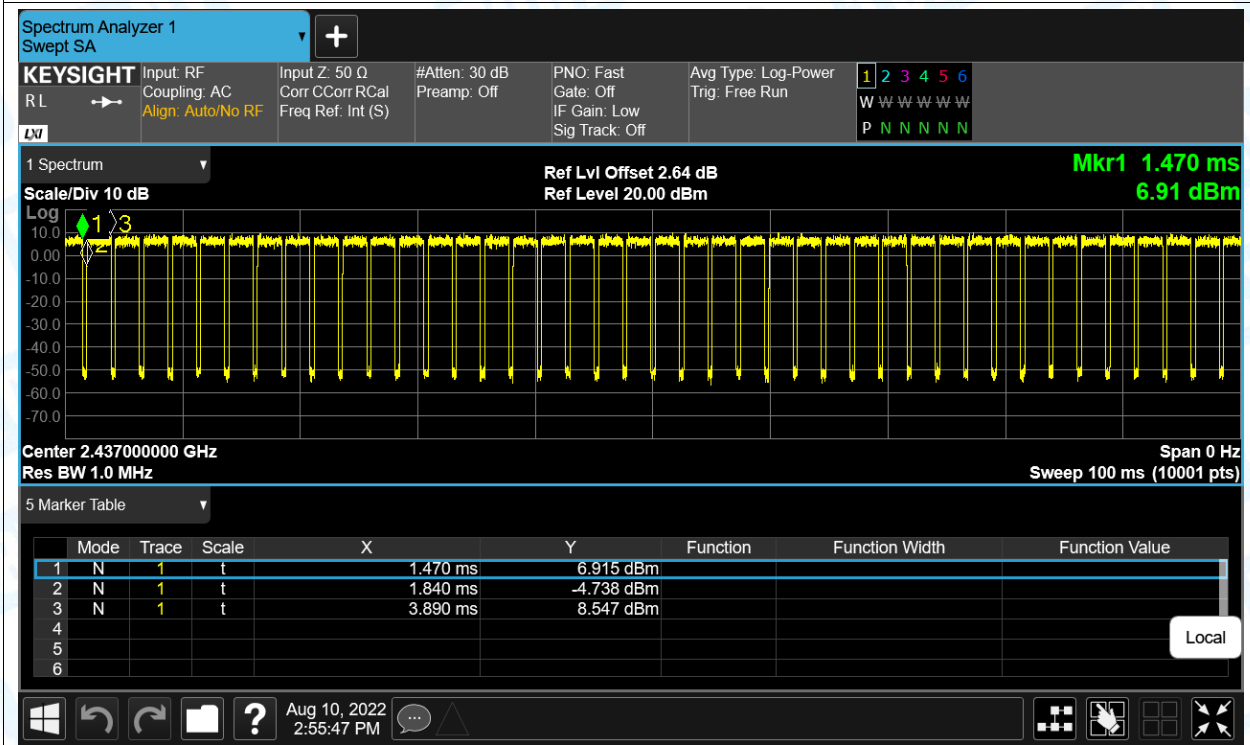 Spectrum Analyzer 1
Swept SA
KEYSIGHT
R L
LXI
Input: RF
Coupling: AC
Align: Auto/No RF
Input Z: 50 Ω
Corr CCorr RCal
Freq Ref: Int (S)
#Atten: 30 dB
Preamp: Off
PNO: Fast
Gate: Off
IF Gain: Low
Sig Track: Off
Avg Type: Log-Power
Trig: Free Run
1 2 3 4 5 6
W W W W W W
P N N N N N
1 Spectrum
Scale/Div 10 dB
Ref Lvl Offset 2.64 dB
Ref Level 20.00 dBm
Mkr1 1.470 ms
6.91 dBm
Log
1 3
2
10.0
0.00
-10.0
-20.0
-30.0
-40.0
-50.0
-60.0
-70.0
Center 2.437000000 GHz
Res BW 1.0 MHz
Span 0 Hz
Sweep 100 ms (10001 pts)
5 Marker Table
Mode Trace Scale X Y Function Function Width Function Value
1 N 1 t 1.470 ms 6.915 dBm
2 N 1 t 1.840 ms -4.738 dBm
3 N 1 t 3.890 ms 8.547 dBm
4
5
6
Local
?
Aug 10, 2022
2:55:47 PM